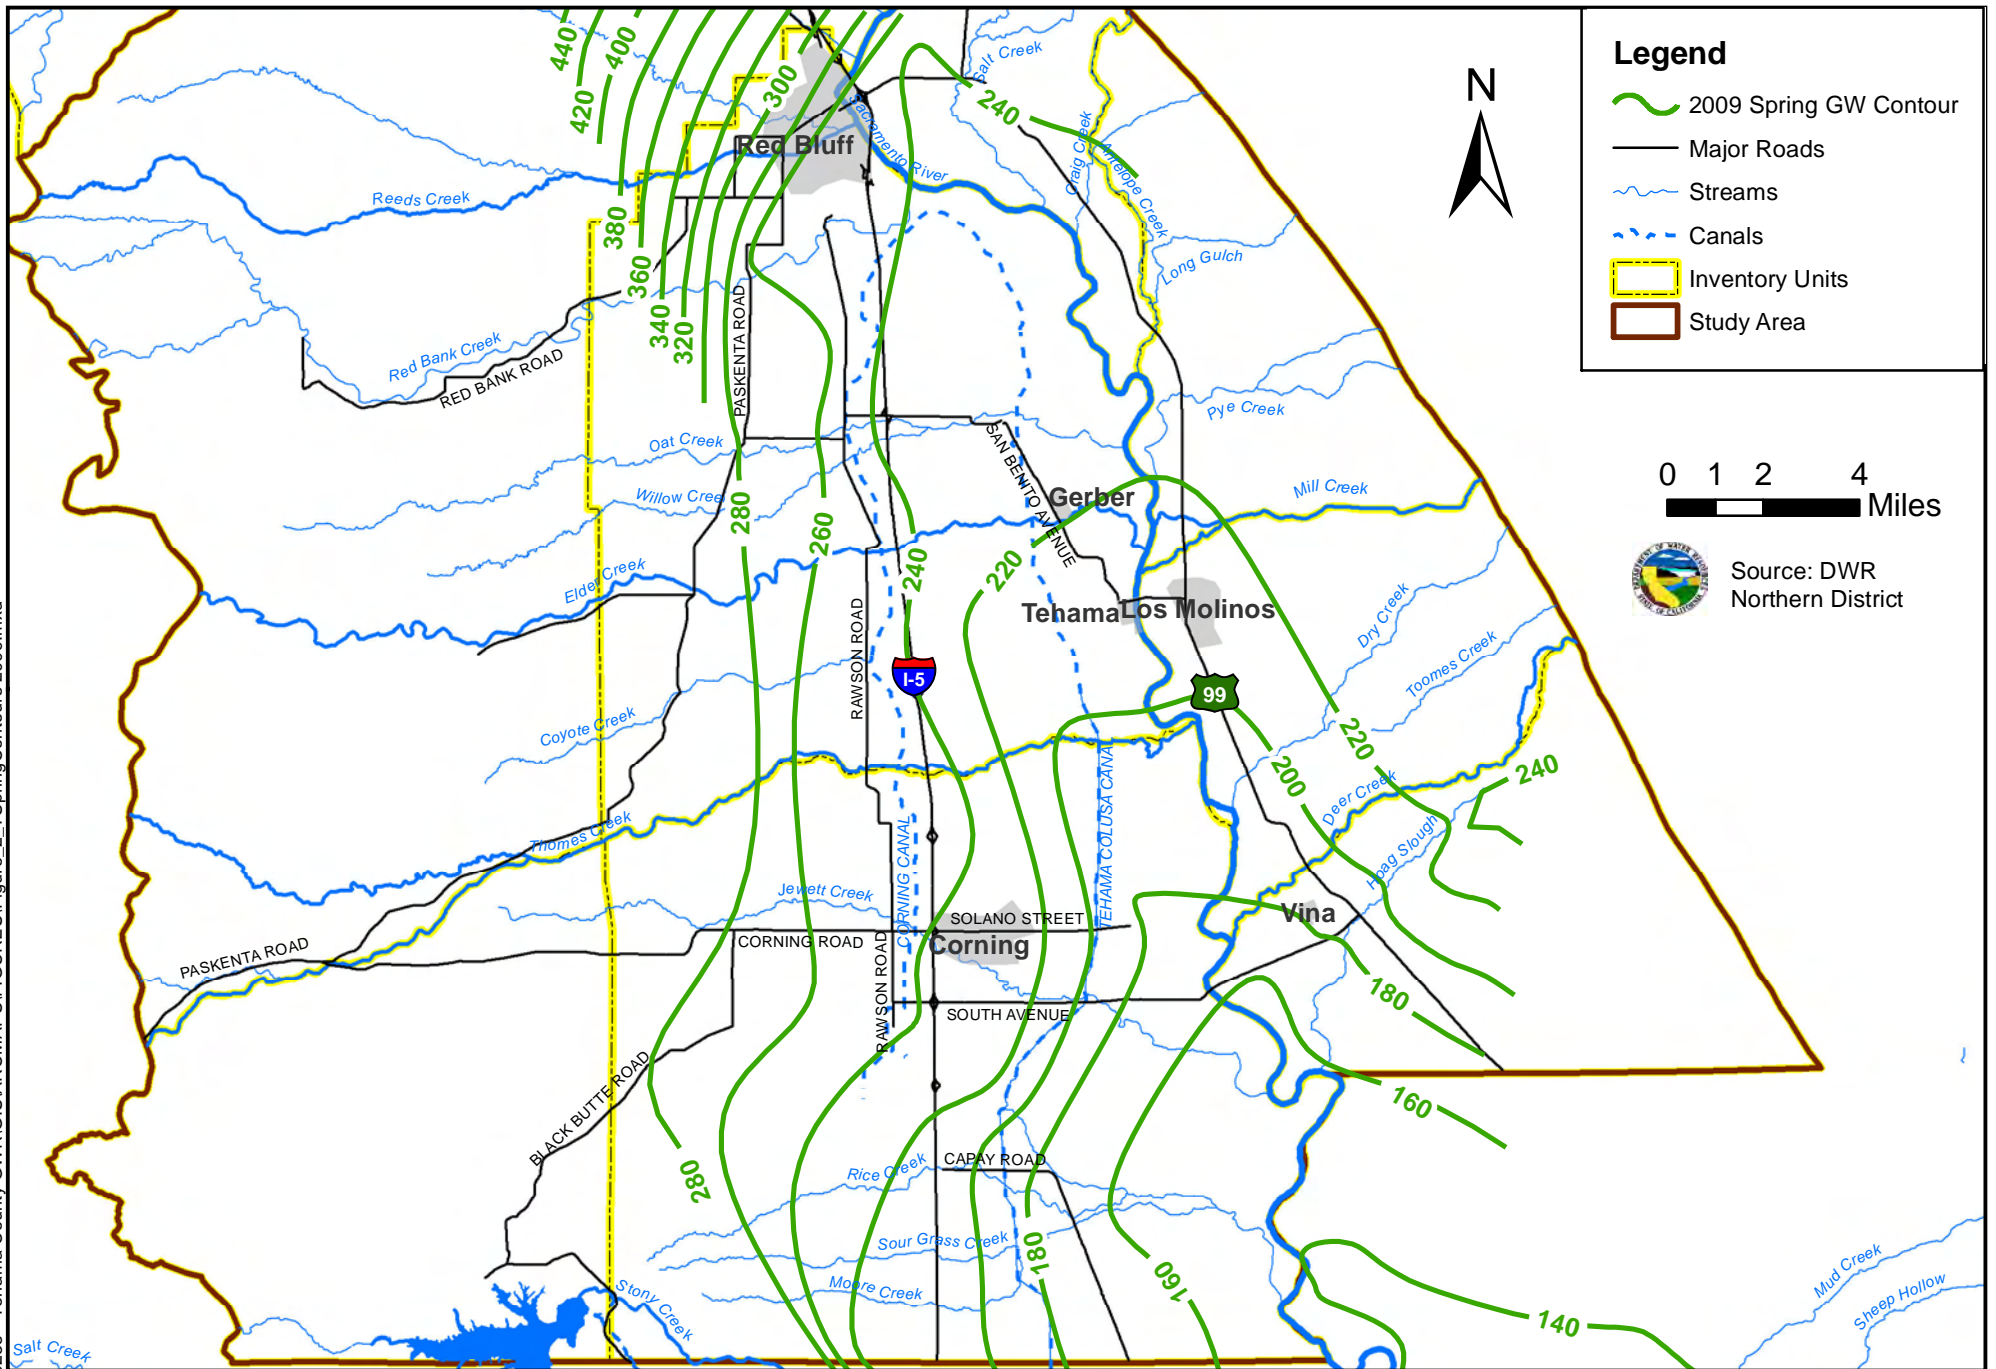 Legend
2009 Spring GW Contour
Major Roads
Streams
Canals
Inventory Units
Study Area
N
0 1 2 4
Miles
Source: DWR
Northern District
440
400
420
300
240
380
360
340
320
280
260
240
220
220
200
240
180
160
280
180
160
140
Salt Creek
Sacramento River
Craig Creek
Antelope Creek
Long Gulch
Reeds Creek
Red Bluff
Red Bank Creek
RED BANK ROAD
PASKENTA ROAD
Pye Creek
Oat Creek
Willow Cree
SAN BENITO AVENUE
Gerber
Mill Creek
Elder Creek
Tehama
Los Molinos
Dry Creek
Toomes Creek
RAWSON ROAD
I-5
99
Coyote Creek
TEHAMA COLUSA CANAL
Deer Creek
Hoag Slough
Thomes Creek
CORNING CANAL
Jewett Creek
SOLANO STREET
Vina
CORNING ROAD
Corning
PASKENTA ROAD
RAWSON ROAD
SOUTH AVENUE
BLACK BUTTE ROAD
Rice Creek
CAPAY ROAD
Sour Grass Creek
Moore Creek
Stony Creek
Mud Creek
Sheep Hollow
Salt Creek